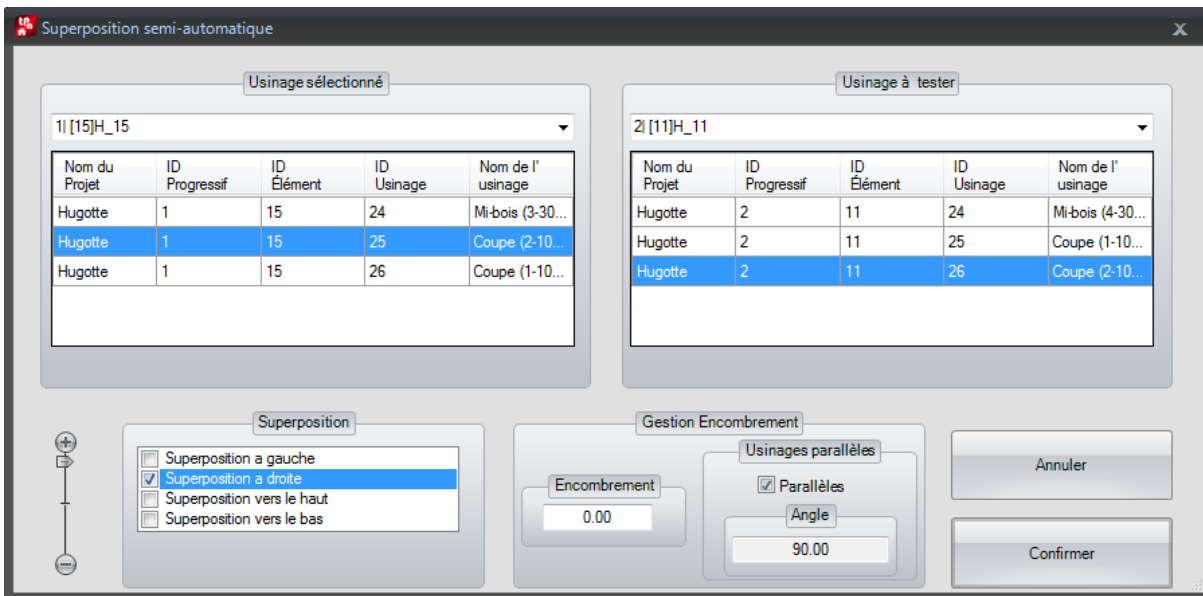 Superposition semi-automatique
x
Usinage sélectionné
1| [15]H_15
Nom du Projet ID Progressif ID Élément ID Usinage Nom de l' usinage
Hugotte 1 15 24 Mi-bois (3-30...
Hugotte 1 15 25 Coupe (2-10...
Hugotte 1 15 26 Coupe (1-10...
Usinage à tester
2| [11]H_11
Nom du Projet ID Progressif ID Élément ID Usinage Nom de l' usinage
Hugotte 2 11 24 Mi-bois (4-30...
Hugotte 2 11 25 Coupe (1-10...
Hugotte 2 11 26 Coupe (2-10...
Superposition
Superposition a gauche
Superposition a droite
Superposition vers le haut
Superposition vers le bas
Gestion Encombrement
Encombrement
0.00
Usinages parallèles
Parallèles
Angle
90.00
Annuler
Confirmer